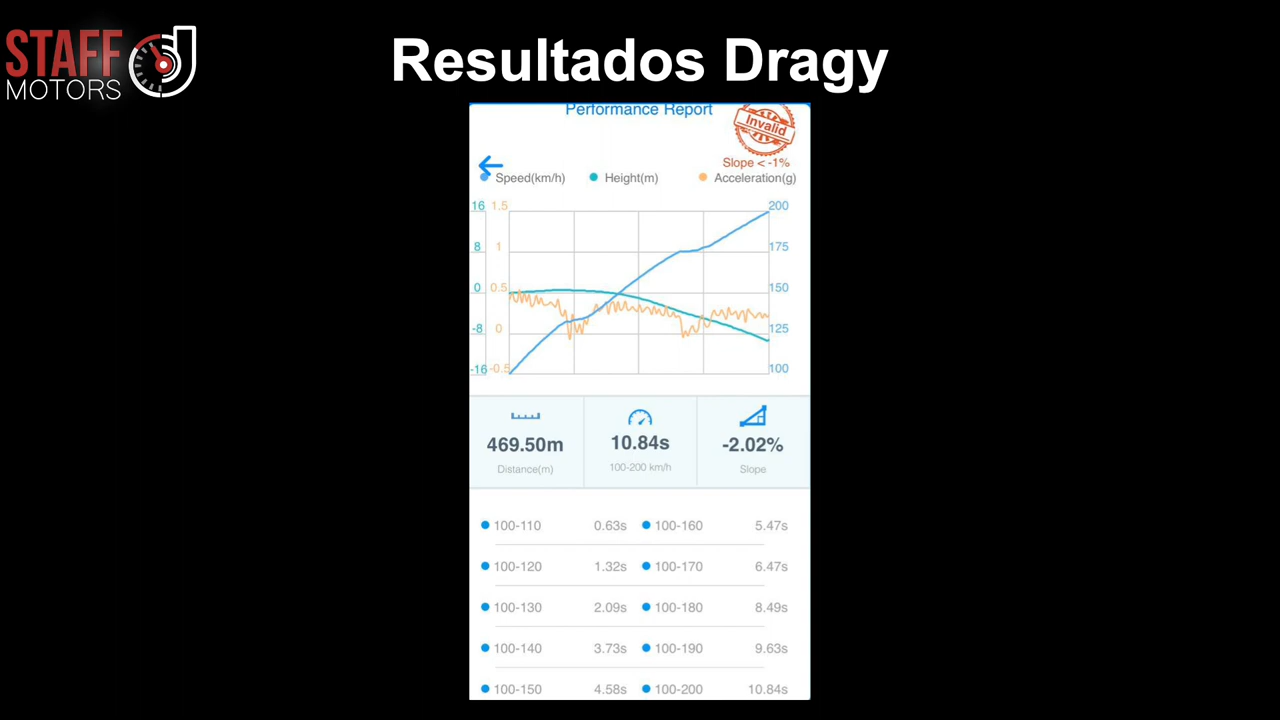 STAFF
MOTORS
Resultados Dragy
Performance Report
Invalid
Slope < -1%
Speed(km/h) Height(m) Acceleration(g)
16 1.5 200
8 1 175
0 0.5 150
-8 0 125
-16 -0.5 100
469.50m 10.84s -2.02%
Distance(m) 100-200 km/h Slope
100-110 0.63s 100-160 5.47s
100-120 1.32s 100-170 6.47s
100-130 2.09s 100-180 8.49s
100-140 3.73s 100-190 9.63s
100-150 4.58s 100-200 10.84s